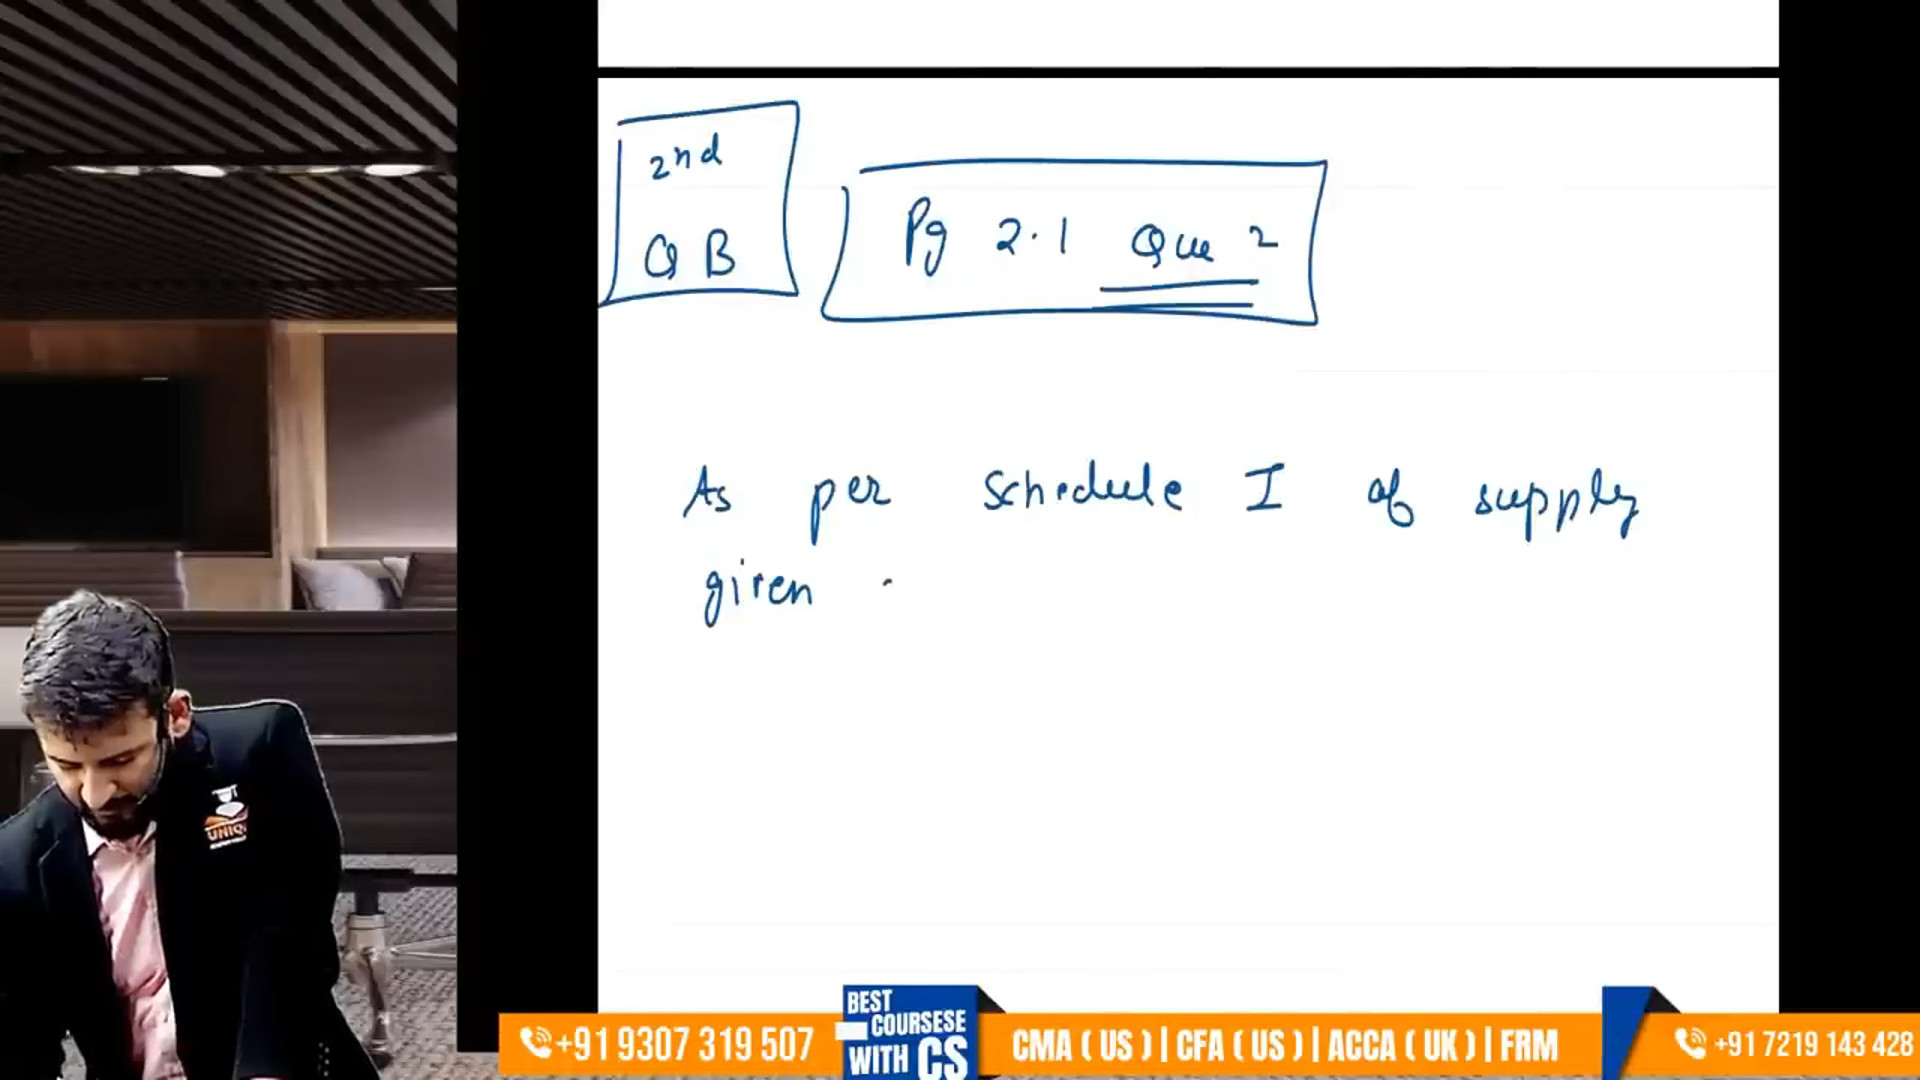 2nd
QB
Pg 2.1 Que 2
As per Schedule I of supply
given
UNIQ
+91 9307 319 507
BEST
COURSESE
WITH CS
CMA ( US ) | CFA ( US ) | ACCA ( UK ) | FRM
+91 7219 143 428